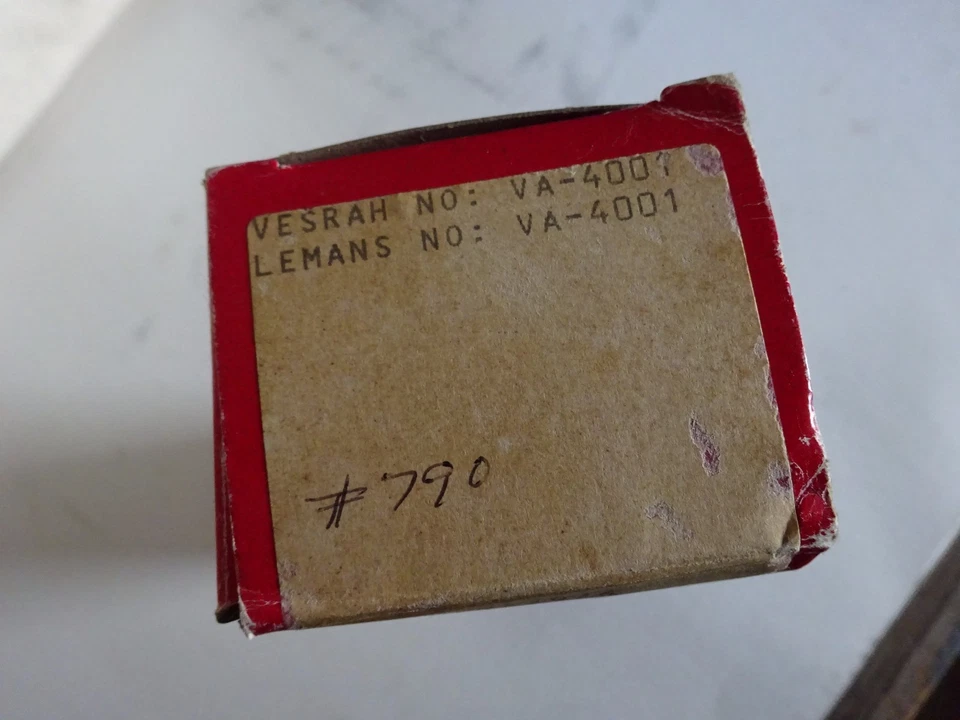 VESRAH NO: VA-4001
LEMANS NO: VA-4001
#790